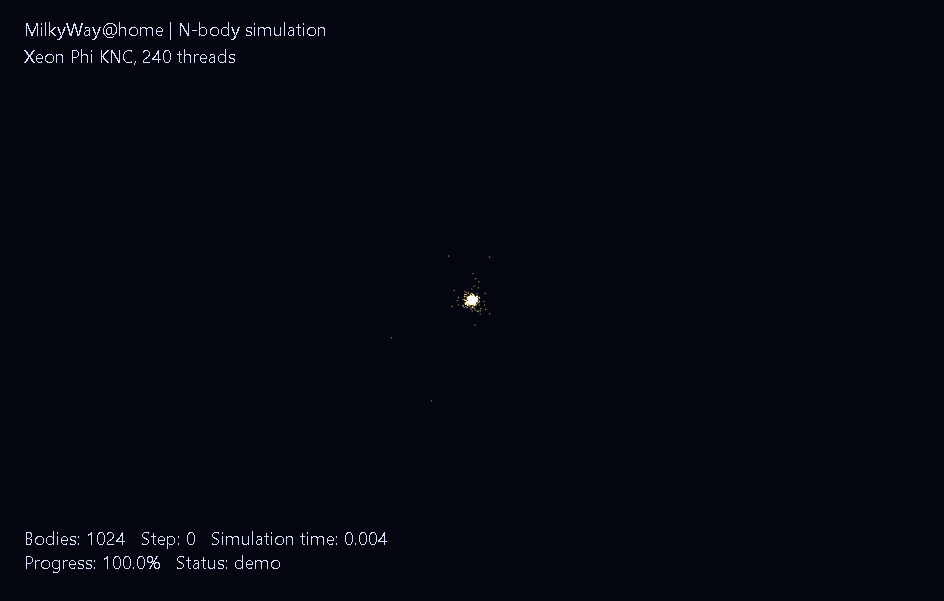 MilkyWay@home | N-body simulation
Xeon Phi KNC, 240 threads
Bodies: 1024   Step: 0   Simulation time: 0.004
Progress: 100.0%   Status: demo